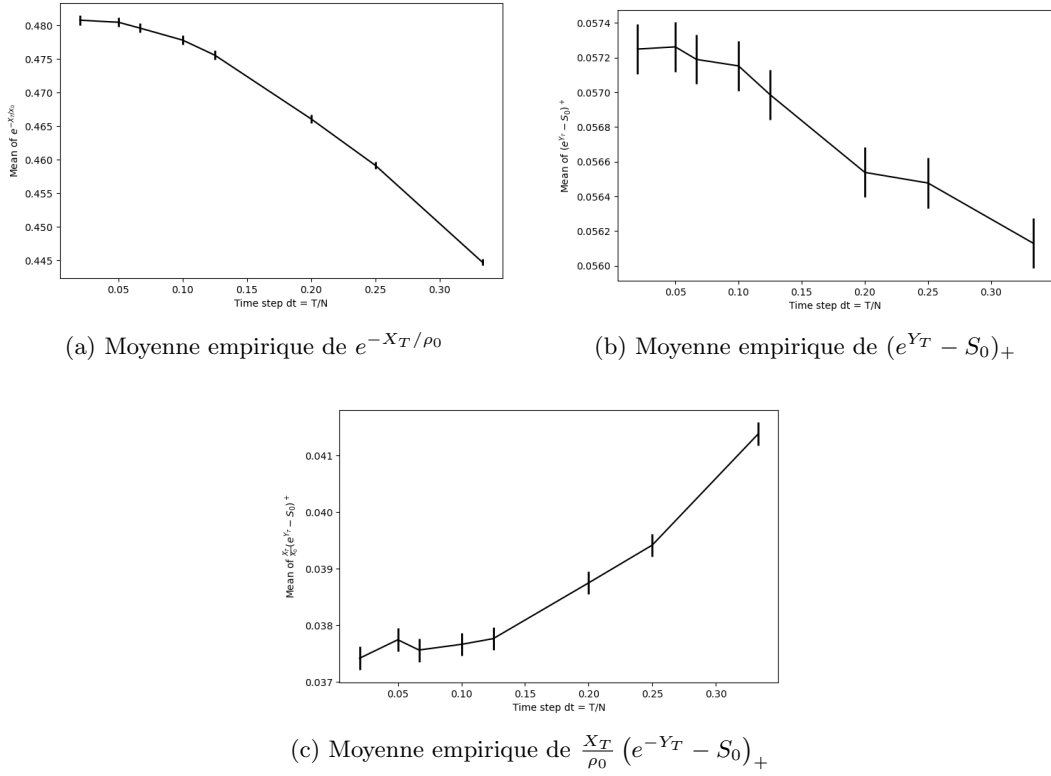 0.480
0.475
0.470
0.465
0.460
0.455
0.450
0.445
Mean of e^{-X_T/x_0}
0.05 0.10 0.15 0.20 0.25 0.30
Time step dt = T/N
(a) Moyenne empirique de e^{-X_T/ρ_0}
0.0574
0.0572
0.0570
0.0568
0.0566
0.0564
0.0562
0.0560
Mean of (e^{Y_T} − S_0)^+
0.05 0.10 0.15 0.20 0.25 0.30
Time step dt = T/N
(b) Moyenne empirique de (e^{Y_T} − S_0)_+
0.041
0.040
0.039
0.038
0.037
Mean of \frac{X_T}{x_0}(e^{Y_T} − S_0)^+
0.05 0.10 0.15 0.20 0.25 0.30
Time step dt = T/N
(c) Moyenne empirique de \frac{X_T}{ρ_0} (e^{-Y_T} − S_0)_+